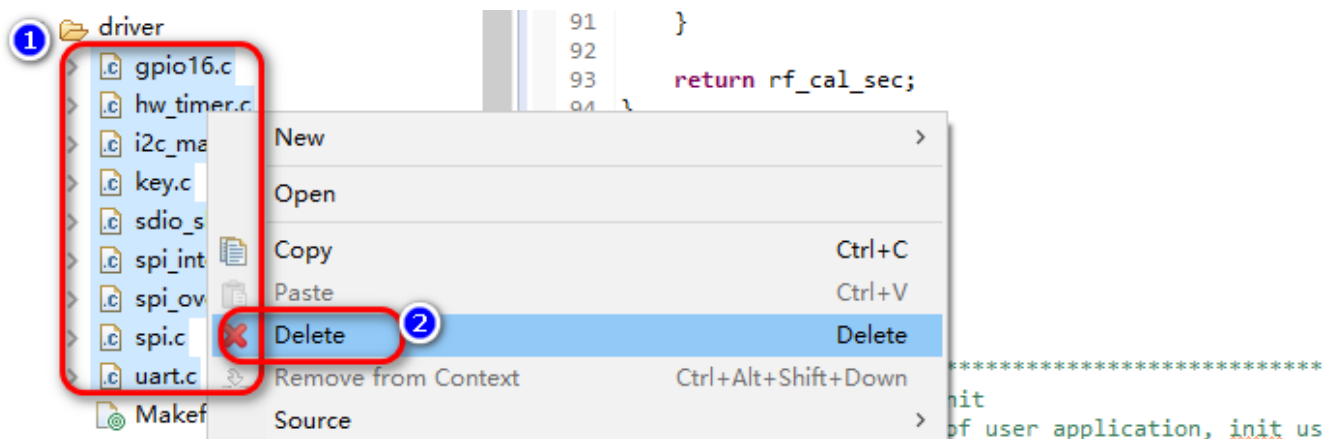 1
driver
gpio16.c
hw_timer.c
i2c_ma
key.c
sdio_s
spi_int
spi_ov
spi.c
uart.c
Makef
New
Open
Copy Ctrl+C
Paste Ctrl+V
Delete Delete
2
Remove from Context Ctrl+Alt+Shift+Down
Source
91 }
92
93 return rf_cal_sec;
94 }
******************************
nit
of user application, init us